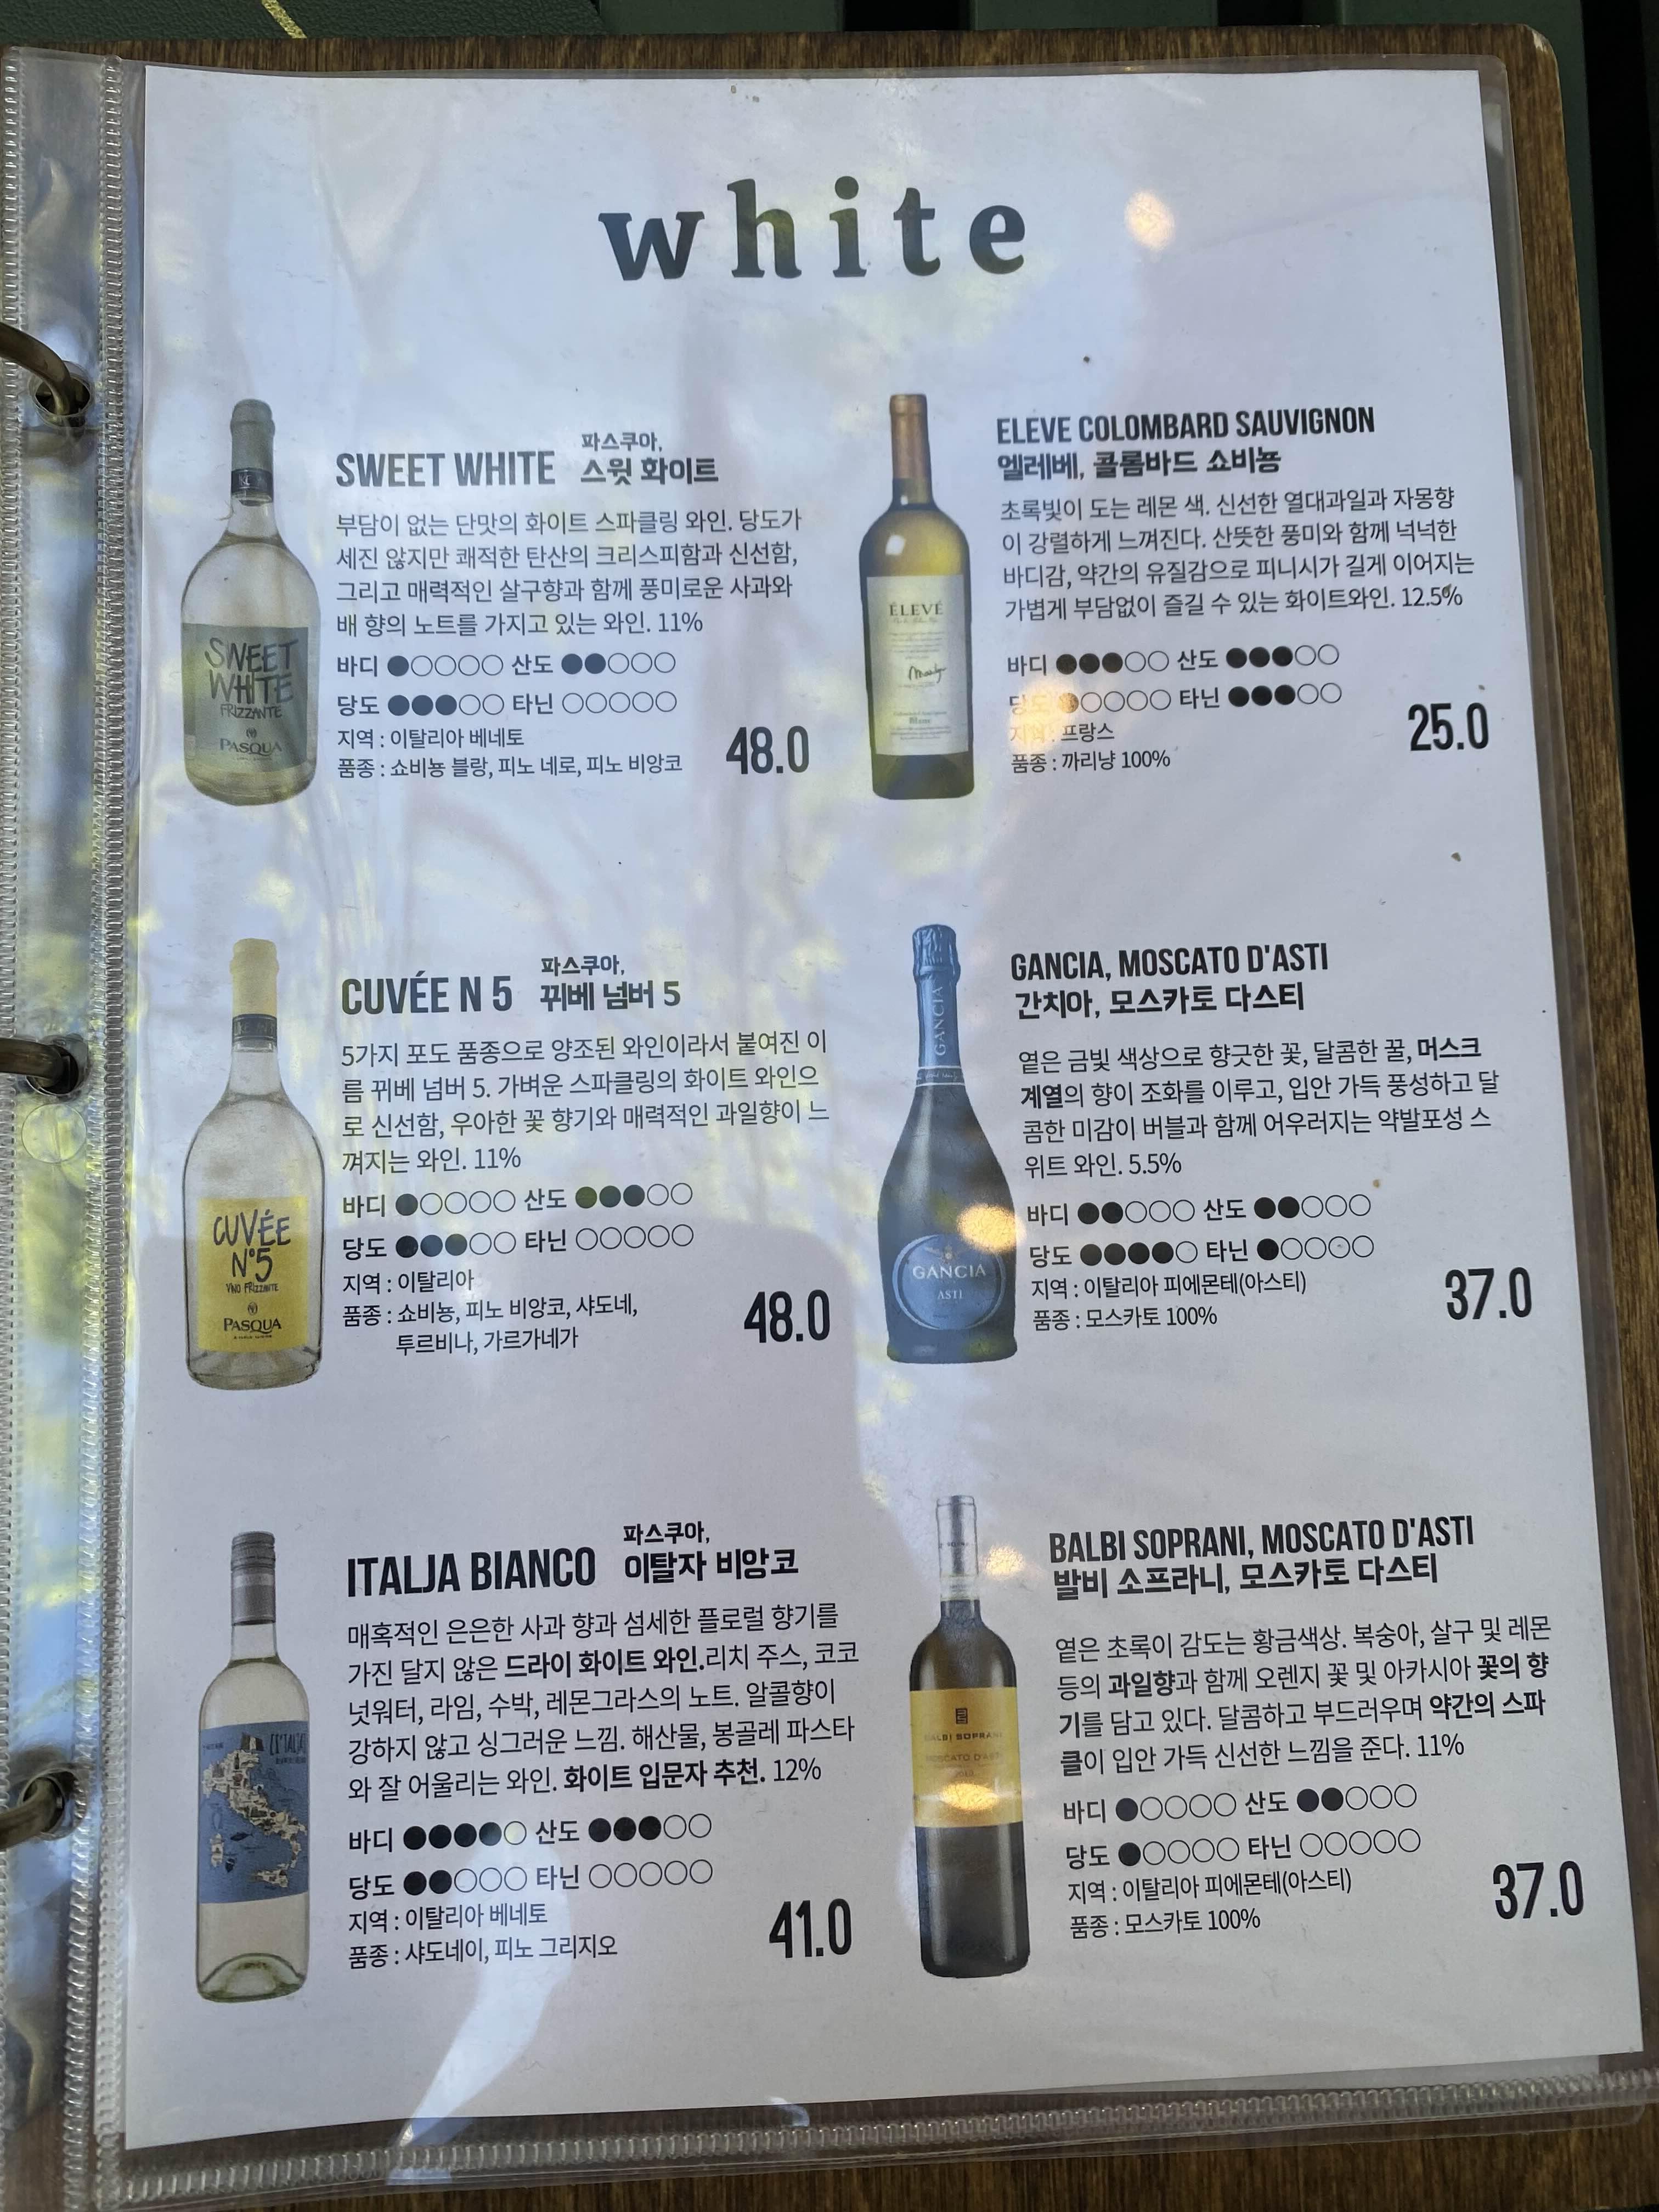 white
SWEET WHITE
파스쿠아,
스윗 화이트
부담이 없는 단맛의 화이트 스파클링 와인. 당도가
세진 않지만 쾌적한 탄산의 크리스피함과 신선함,
그리고 매력적인 살구향과 함께 풍미로운 사과와
배 향의 노트를 가지고 있는 와인. 11%
바디 ●○○○○ 산도 ●●○○○
당도 ●●●○○ 타닌 ○○○○○
지역 : 이탈리아 베네토
품종 : 쇼비뇽 블랑, 피노 네로, 피노 비앙코
48.0
SWEET
WHITE
FRIZZANTE
PASQUA
ELEVE COLOMBARD SAUVIGNON
엘레베, 콜롬바드 쇼비뇽
초록빛이 도는 레몬 색. 신선한 열대과일과 자몽향
이 강렬하게 느껴진다. 산뜻한 풍미와 함께 넉넉한
바디감, 약간의 유질감으로 피니시가 길게 이어지는
가볍게 부담없이 즐길 수 있는 화이트와인. 12.5%
바디 ●●●○○ 산도 ●●●○○
당도 ●○○○○ 타닌 ●●●○○
지역 : 프랑스
품종 : 까리냥 100%
25.0
ÉLEVÉ
Blanc
CUVÉE N 5
파스쿠아,
뀌베 넘버 5
5가지 포도 품종으로 양조된 와인이라서 붙여진 이
름 뀌베 넘버 5. 가벼운 스파클링의 화이트 와인으
로 신선함, 우아한 꽃 향기와 매력적인 과일향이 느
껴지는 와인. 11%
바디 ●○○○○ 산도 ●●●○○
당도 ●●●○○ 타닌 ○○○○○
지역 : 이탈리아
품종 : 쇼비뇽, 피노 비앙코, 샤도네,
투르비나, 가르가네가
48.0
CUVÉE
N°5
VINO FRIZZANTE
PASQUA
GANCIA, MOSCATO D'ASTI
간치아, 모스카토 다스티
옅은 금빛 색상으로 향긋한 꽃, 달콤한 꿀, 머스크
계열의 향이 조화를 이루고, 입안 가득 풍성하고 달
콤한 미감이 버블과 함께 어우러지는 약발포성 스
위트 와인. 5.5%
바디 ●●○○○ 산도 ●●○○○
당도 ●●●●○ 타닌 ●○○○○
지역 : 이탈리아 피에몬테(아스티)
품종 : 모스카토 100%
37.0
GANCIA
GANCIA
ASTI
ITALJA BIANCO
파스쿠아,
이탈자 비앙코
매혹적인 은은한 사과 향과 섬세한 플로럴 향기를
가진 달지 않은 드라이 화이트 와인.리치 주스, 코코
넛워터, 라임, 수박, 레몬그라스의 노트. 알콜향이
강하지 않고 싱그러운 느낌. 해산물, 봉골레 파스타
와 잘 어울리는 와인. 화이트 입문자 추천. 12%
바디 ●●●●○ 산도 ●●●○○
당도 ●●○○○ 타닌 ○○○○○
지역 : 이탈리아 베네토
품종 : 샤도네이, 피노 그리지오
41.0
BALBI SOPRANI, MOSCATO D'ASTI
발비 소프라니, 모스카토 다스티
옅은 초록이 감도는 황금색상. 복숭아, 살구 및 레몬
등의 과일향과 함께 오렌지 꽃 및 아카시아 꽃의 향
기를 담고 있다. 달콤하고 부드러우며 약간의 스파
클이 입안 가득 신선한 느낌을 준다. 11%
바디 ●○○○○ 산도 ●●○○○
당도 ●○○○○ 타닌 ○○○○○
지역 : 이탈리아 피에몬테(아스티)
품종 : 모스카토 100%
37.0
BALBI SOPRANI
MOSCATO D'ASTI